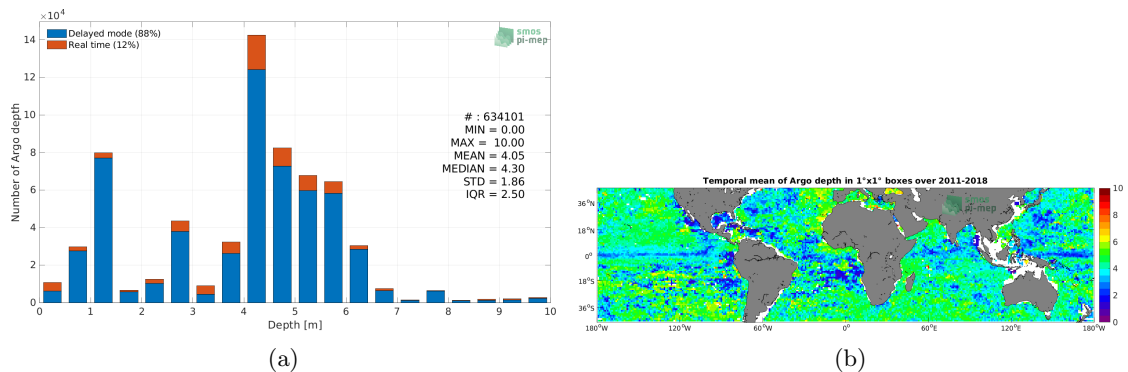 ×10⁴
Delayed mode (88%)
Real time (12%)
smos
pi-mep
14
12
10
8
6
4
2
0
Number of Argo depth
# : 634101
MIN = 0.00
MAX = 10.00
MEAN = 4.05
MEDIAN = 4.30
STD = 1.86
IQR = 2.50
0 1 2 3 4 5 6 7 8 9 10
Depth [m]
(a)
Temporal mean of Argo depth in 1°x1° boxes over 2011-2018
smos
pi-mep
36°N
18°N
0°
18°S
36°S
180°W 120°W 60°W 0° 60°E 120°E 180°W
10
8
6
4
2
0
(b)